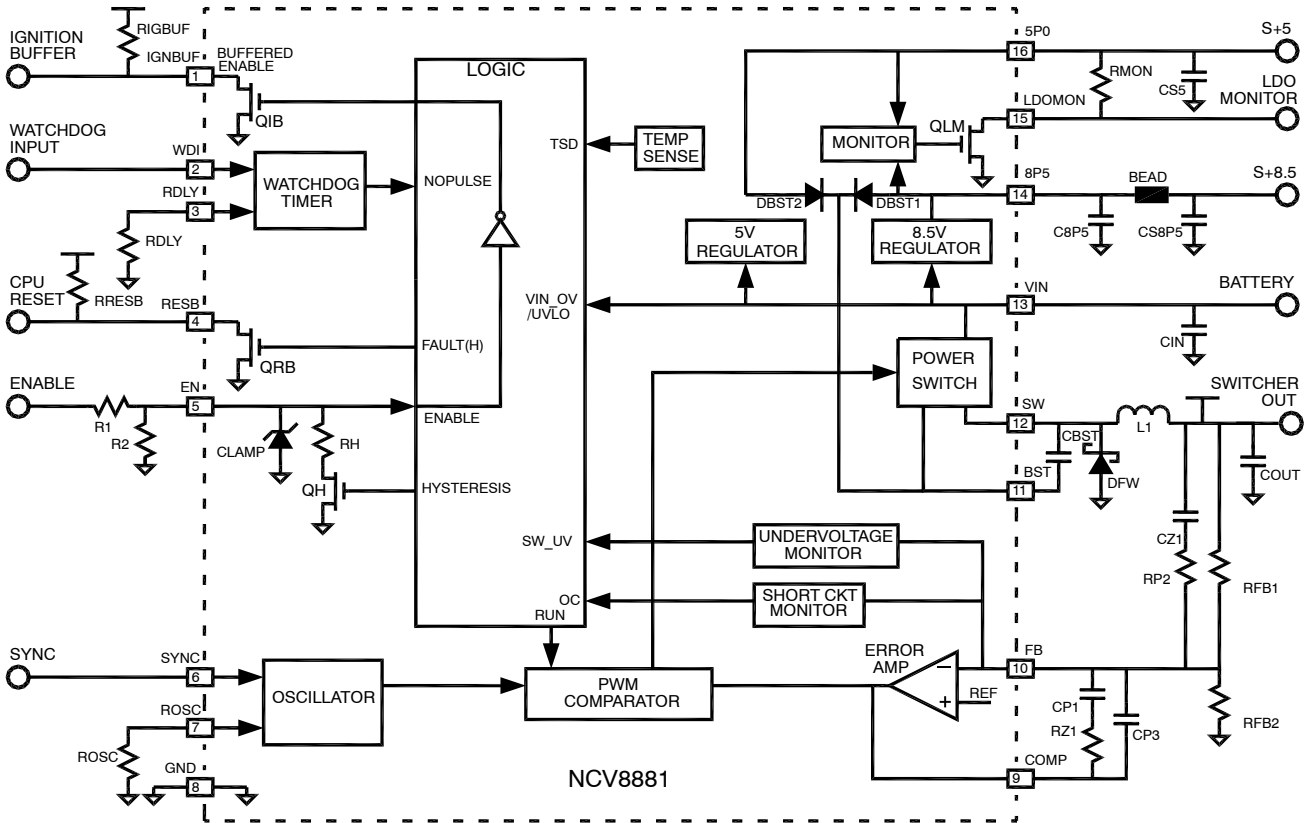 IGNITION
BUFFER
RIGBUF
IGNBUF
1
BUFFERED
ENABLE
QIB
WATCHDOG
INPUT
WDI
2
RDLY
3
RDLY
WATCHDOG
TIMER
CPU
RESET
RRESB
RESB
4
QRB
ENABLE
R1
R2
EN
5
CLAMP
RH
QH
SYNC
SYNC
6
ROSC
7
ROSC
GND
8
OSCILLATOR
LOGIC
TSD
NOPULSE
VIN_OV
/UVLO
FAULT(H)
ENABLE
HYSTERESIS
SW_UV
OC
RUN
TEMP
SENSE
MONITOR
QLM
DBST2
DBST1
5V
REGULATOR
8.5V
REGULATOR
POWER
SWITCH
UNDERVOLTAGE
MONITOR
SHORT CKT
MONITOR
ERROR
AMP
REF
PWM
COMPARATOR
NCV8881
5P0
16
S+5
RMON
CS5
LDOMON
15
LDO
MONITOR
8P5
14
BEAD
S+8.5
C8P5
CS8P5
VIN
13
BATTERY
CIN
SW
12
SWITCHER
OUT
L1
CBST
BST
11
DFW
COUT
CZ1
RP2
RFB1
FB
10
CP1
RZ1
CP3
RFB2
COMP
9